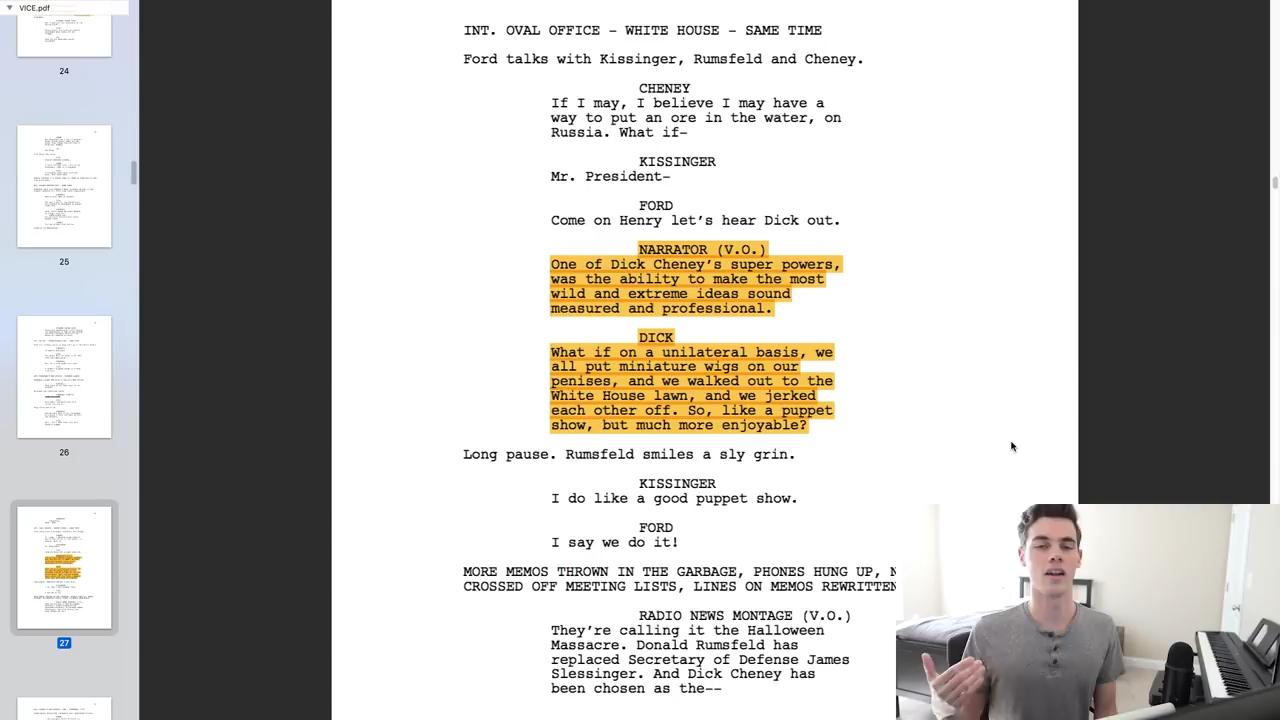 VICE.pdf
24
25
26
27
INT. OVAL OFFICE – WHITE HOUSE – SAME TIME
Ford talks with Kissinger, Rumsfeld and Cheney.
CHENEY
If I may, I believe I may have a
way to put an ore in the water, on
Russia. What if–
KISSINGER
Mr. President–
FORD
Come on Henry let’s hear Dick out.
NARRATOR (V.O.)
One of Dick Cheney’s super powers,
was the ability to make the most
wild and extreme ideas sound
measured and professional.
DICK
What if on a unilateral basis, we
all put miniature wigs on our
penises, and we walked out to the
White House lawn, and we jerked
each other off. So, like a puppet
show, but much more enjoyable?
Long pause. Rumsfeld smiles a sly grin.
KISSINGER
I do like a good puppet show.
FORD
I say we do it!
MORE MEMOS THROWN IN THE GARBAGE, PHONES HUNG UP, N
CROSSED OFF MEETING LISTS, LINES ON MEMOS REWRITTEN
RADIO NEWS MONTAGE (V.O.)
They’re calling it the Halloween
Massacre. Donald Rumsfeld has
replaced Secretary of Defense James
Slessinger. And Dick Cheney has
been chosen as the--